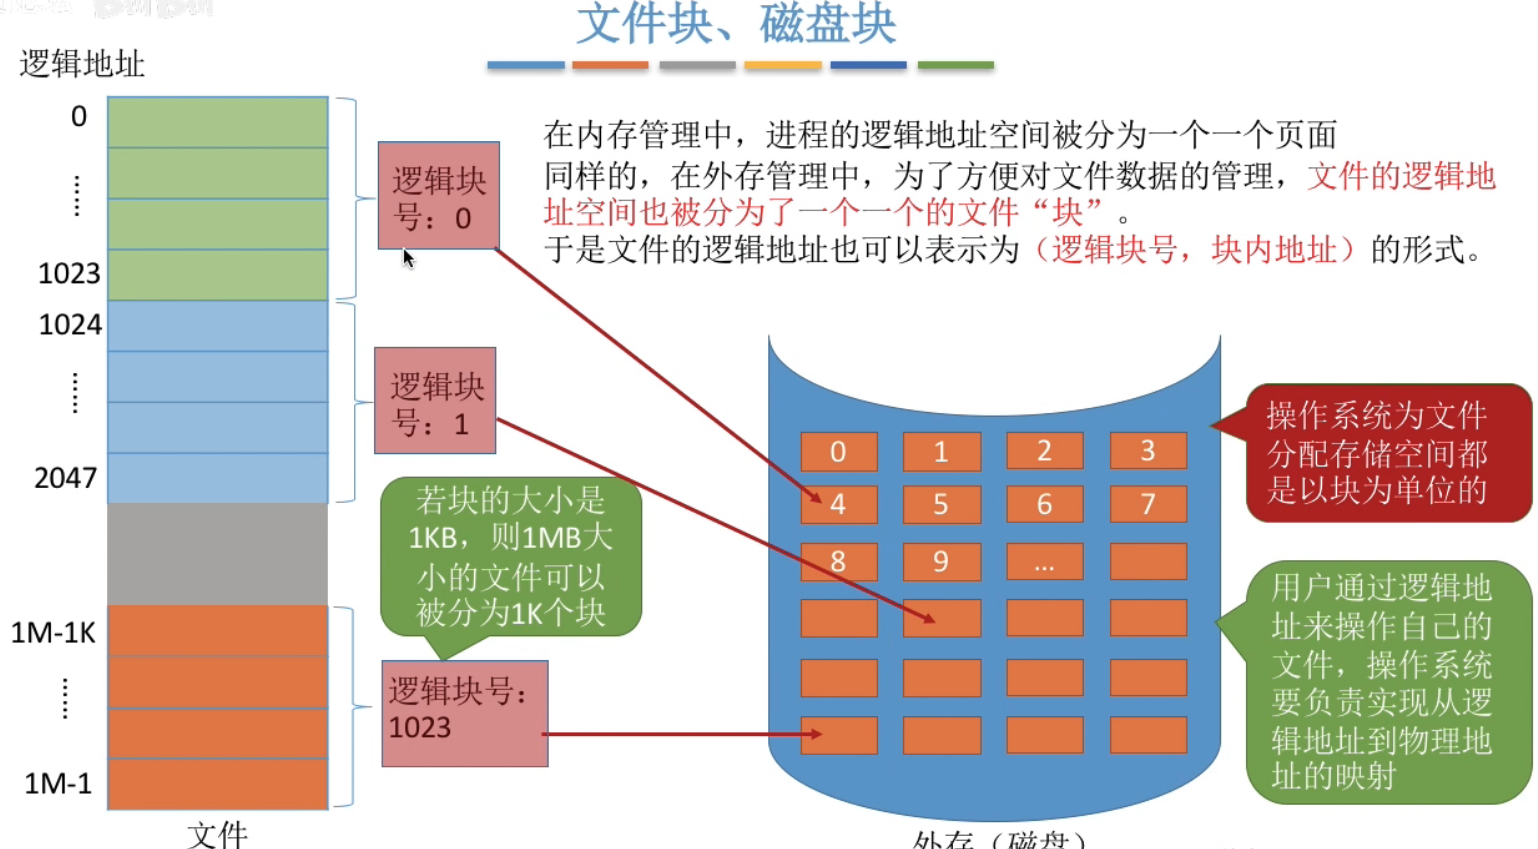 文件块、磁盘块
逻辑地址
0
……
1023
1024
……
2047
1M-1K
……
1M-1
文件
逻辑块
号：0
逻辑块
号：1
若块的大小是
1KB，则1MB大
小的文件可以
被分为1K个块
逻辑块号：
1023
在内存管理中，进程的逻辑地址空间被分为一个一个页面
同样的，在外存管理中，为了方便对文件数据的管理，文件的逻辑地
址空间也被分为了一个一个的文件“块”。
于是文件的逻辑地址也可以表示为（逻辑块号，块内地址）的形式。
0 1 2 3
4 5 6 7
8 9 ...
外存（磁盘）
操作系统为文件
分配存储空间都
是以块为单位的
用户通过逻辑地
址来操作自己的
文件，操作系统
要负责实现从逻
辑地址到物理地
址的映射